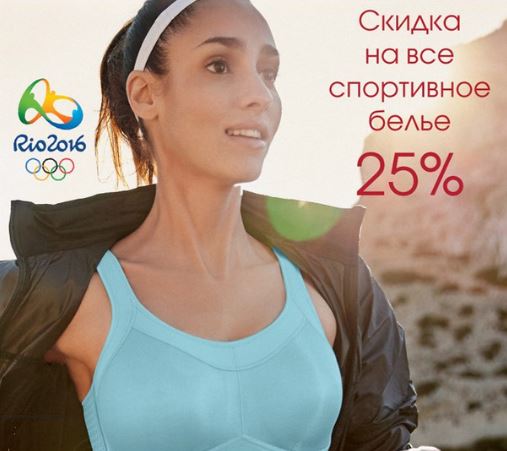 Скидка
на все
спортивное
белье
25%
Rio2016